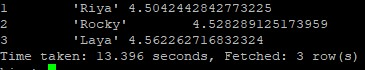 1 'Riya' 4.5042442842773225
2 'Rocky' 4.528289125173959
3 'Laya' 4.562262716832324
Time taken: 13.396 seconds, Fetched: 3 row(s)